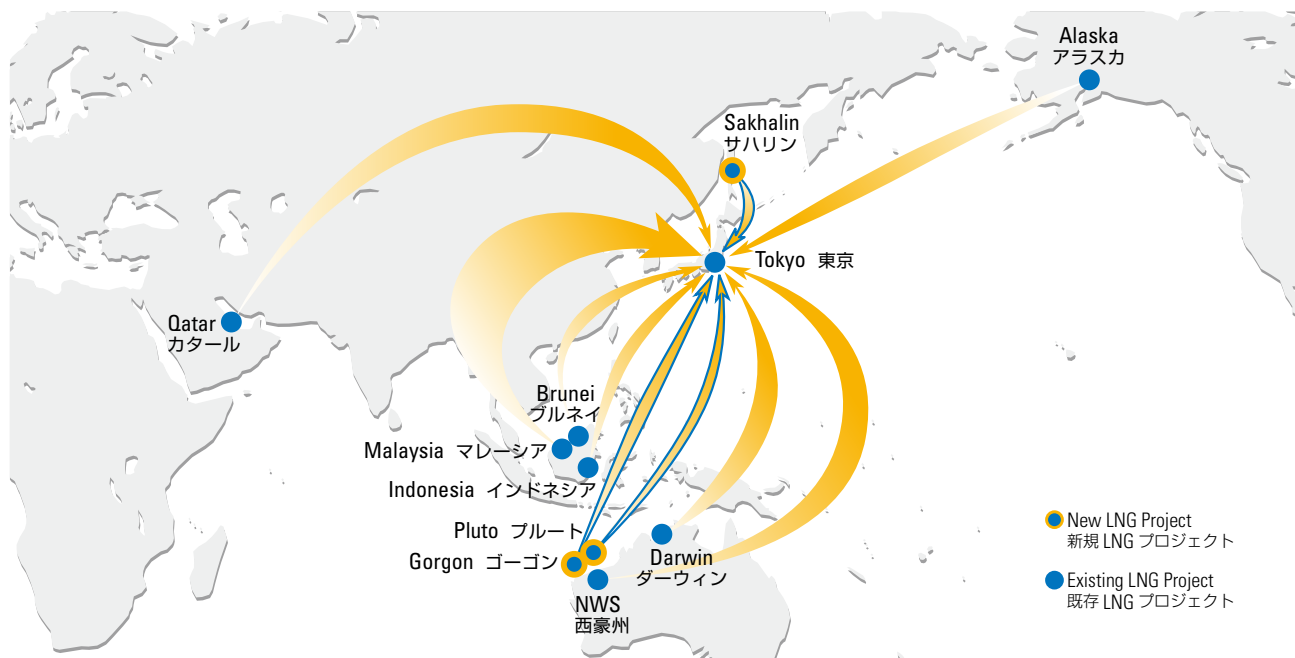 Alaska
アラスカ
Sakhalin
サハリン
Tokyo 東京
Qatar
カタール
Brunei
ブルネイ
Malaysia マレーシア
Indonesia インドネシア
Pluto プルート
Gorgon ゴーゴン
Darwin
ダーウィン
NWS
西豪州
New LNG Project
新規 LNG プロジェクト
Existing LNG Project
既存 LNG プロジェクト